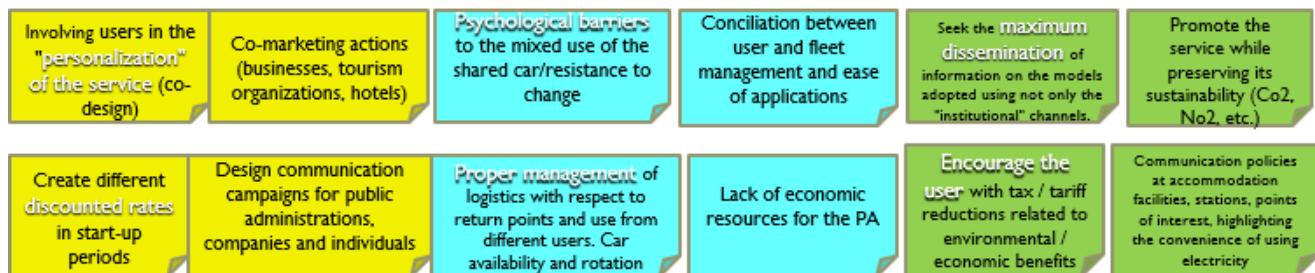 Involving users in the
"personalization"
of the service (co-
design)
Co-marketing actions
(businesses, tourism
organizations, hotels)
Psychological barriers
to the mixed use of the
shared car/resistance to
change
Conciliation between
user and fleet
management and ease
of applications
Seek the maximum
dissemination of
information on the models
adopted using not only the
"institutional" channels.
Promote the
service while
preserving its
sustainability (Co2,
No2, etc.)
Create different
discounted rates
in start-up
periods
Design communication
campaigns for public
administrations,
companies and individuals
Proper management of
logistics with respect to
return points and use from
different users. Car
availability and rotation
Lack of economic
resources for the PA
Encourage the
user with tax / tariff
reductions related to
environmental /
economic benefits
Communication policies
at accommodation
facilities, stations, points
of interest, highlighting
the convenience of using
electricity